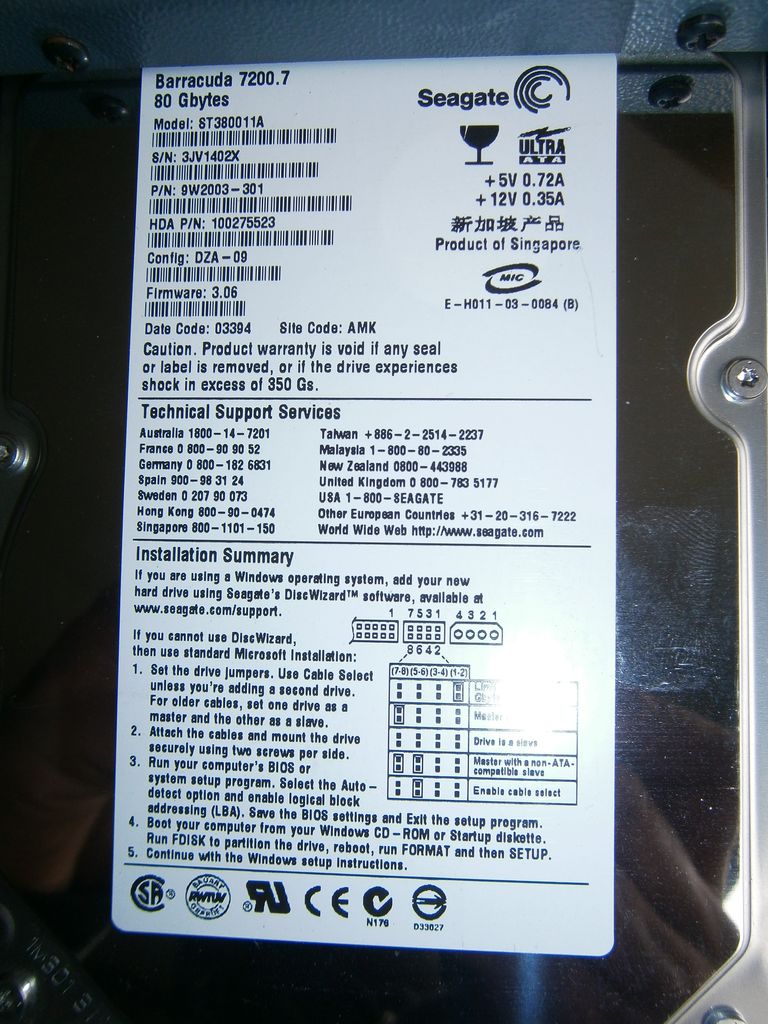 Barracuda 7200.7
80 Gbytes
Seagate
Model: ST380011A
S/N: 3JV1402X
P/N: 9W2003-301
HDA P/N: 100275523
Config: DZA-09
Firmware: 3.06
Date Code: 03394 Site Code: AMK
ULTRA
ATA
+5V 0.72A
+12V 0.35A
新加坡产品
Product of Singapore
MIC
E-H011-03-0084 (B)
Caution. Product warranty is void if any seal
or label is removed, or if the drive experiences
shock in excess of 350 Gs.
Technical Support Services
Australia 1800-14-7201
France 0 800-90 90 52
Germany 0 800-182 6831
Spain 900-98 31 24
Sweden 0 207 90 073
Hong Kong 800-90-0474
Singapore 800-1101-150
Taiwan +886-2-2514-2237
Malaysia 1-800-80-2335
New Zealand 0800-443988
United Kingdom 0 800-783 5177
USA 1-800-SEAGATE
Other European Countries +31-20-316-7222
World Wide Web http://www.seagate.com
Installation Summary
If you are using a Windows operating system, add your new
hard drive using Seagate's DiscWizard™ software, available at
www.seagate.com/support.
If you cannot use DiscWizard,
then use standard Microsoft Installation:
1. Set the drive jumpers. Use Cable Select
unless you're adding a second drive.
For older cables, set one drive as a
master and the other as a slave.
2. Attach the cables and mount the drive
securely using two screws per side.
3. Run your computer's BIOS or
system setup program. Select the Auto-
detect option and enable logical block
addressing (LBA). Save the BIOS settings and Exit the setup program.
4. Boot your computer from your Windows CD-ROM or Startup diskette.
Run FDISK to partition the drive, reboot, run FORMAT and then SETUP.
5. Continue with the Windows setup instructions.
1 7531 4321
8642
(7-8) (5-6) (3-4) (1-2)
Drive is a slave
Master with a non-ATA-
compatible slave
Enable cable select
SA
BAUART
RWTUV
GEPRÜFT
CE
N176
D33027